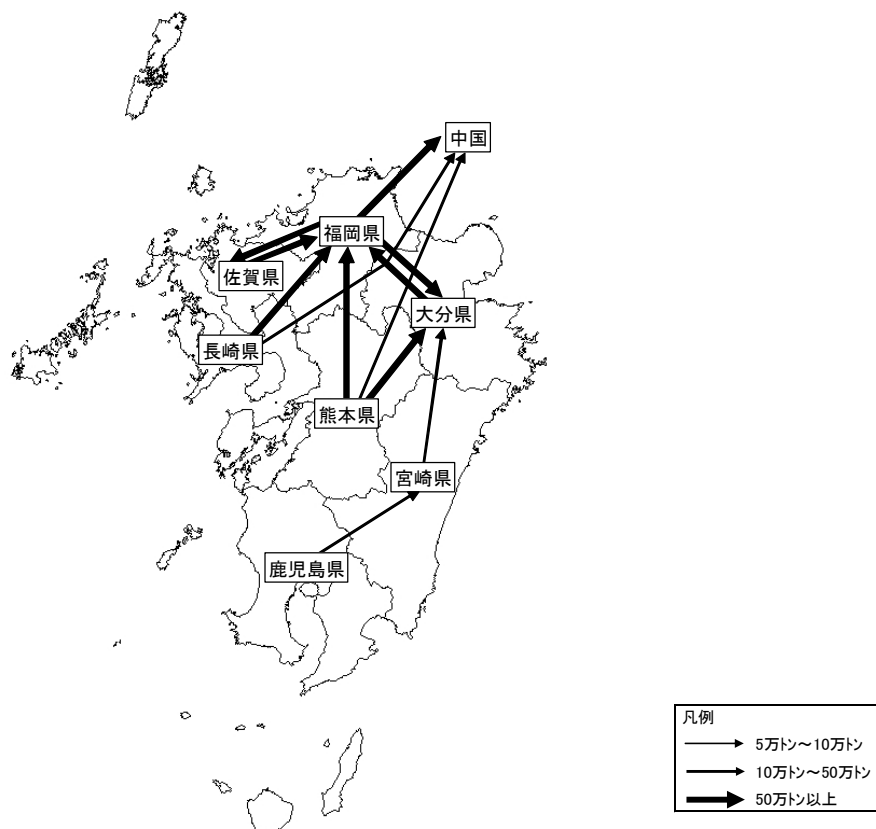 中国
福岡県
佐賀県
大分県
長崎県
熊本県
宮崎県
鹿児島県
凡例
5万トン～10万トン
10万トン～50万トン
50万トン以上